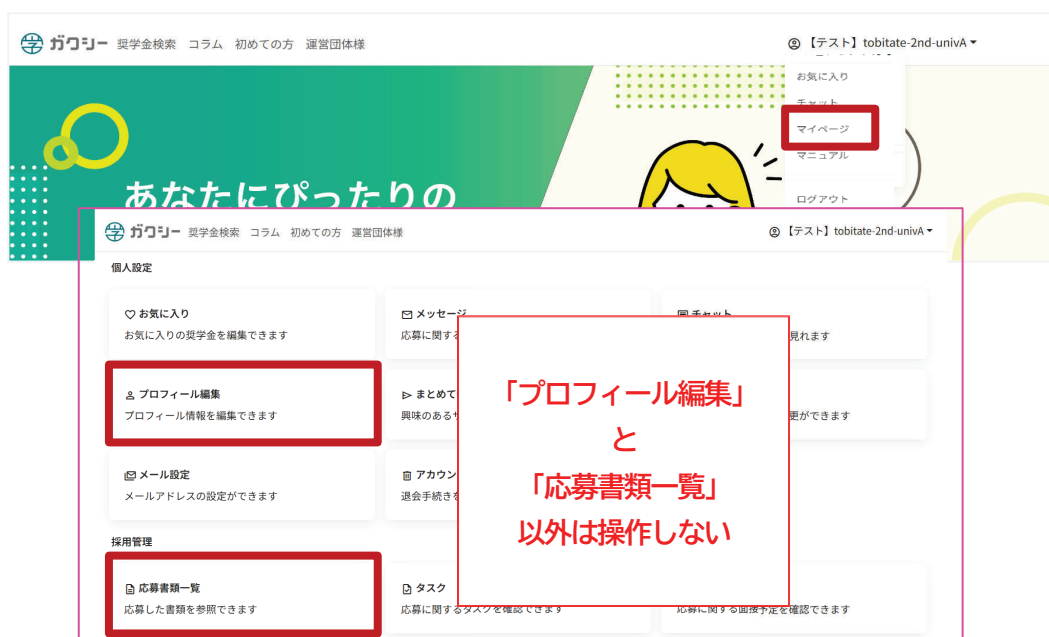 ガクシー 奨学金検索 コラム 初めての方 運営団体様
【テスト】tobitate-2nd-univA
お気に入り
チャット
マイページ
マニュアル
ログアウト
あなたにぴったりの
ガクシー 奨学金検索 コラム 初めての方 運営団体様
【テスト】tobitate-2nd-univA
個人設定
お気に入り
お気に入りの奨学金を編集できます
メッセージ
応募に関する
チャット
見れます
プロフィール編集
プロフィール情報を編集できます
まとめて
興味のある
更ができます
メール設定
メールアドレスの設定ができます
アカウン
退会手続き
「プロフィール編集」
と
「応募書類一覧」
以外は操作しない
採用管理
応募書類一覧
応募した書類を参照できます
タスク
応募に関するタスクを確認できます
応募に関する面接予定を確認できます